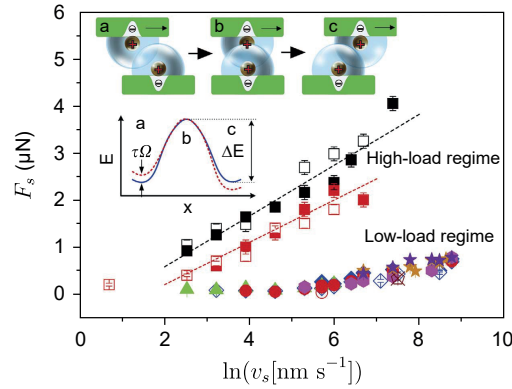 a
b
c
a
b
c
τΩ
ΔE
E
x
High-load regime
Low-load regime
F_s (μN)
6
5
4
3
2
1
0
0 2 4 6 8 10
ln(v_s[nm s⁻¹])